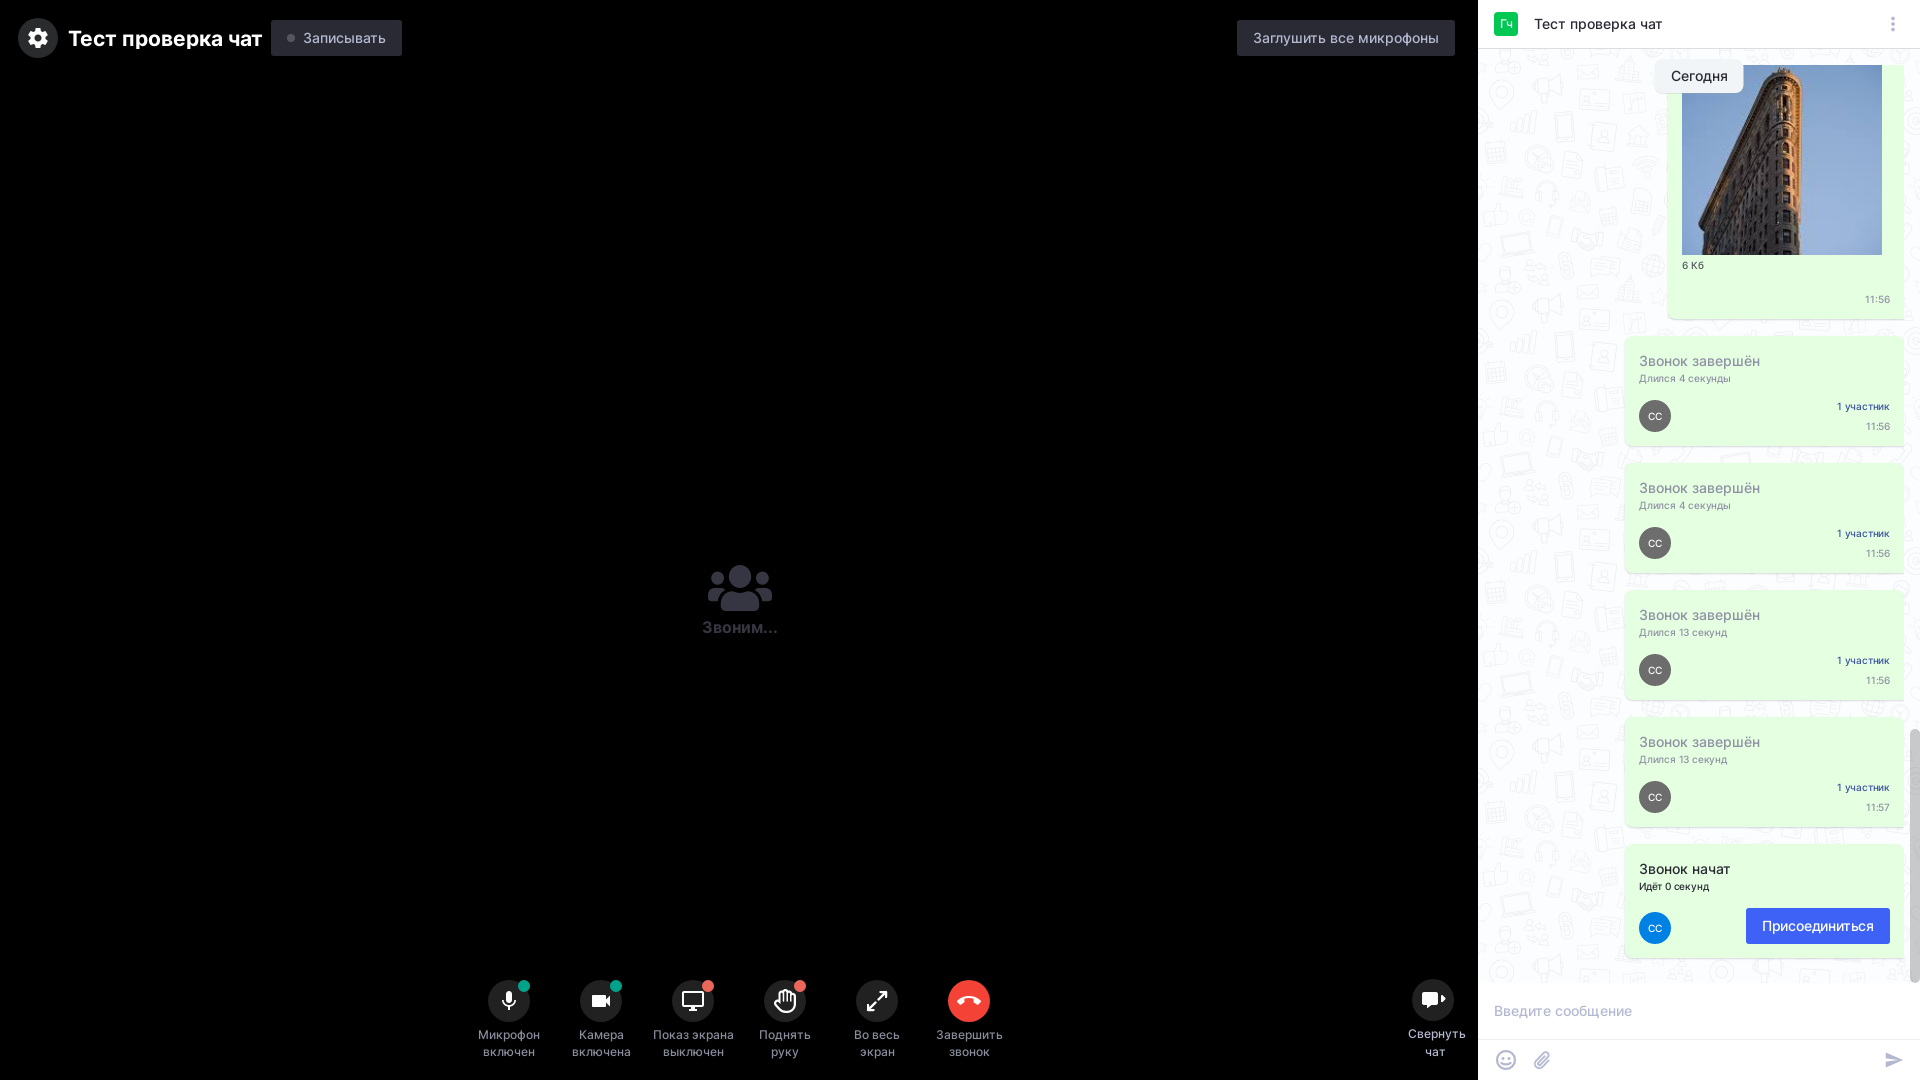 Тест проверка чат
Записывать
Заглушить все микрофоны
Звоним...
Микрофон
включен
Камера
включена
Показ экрана
выключен
Поднять
руку
Во весь
экран
Завершить
звонок
Свернуть
чат
Гч
Тест проверка чат
Сегодня
6 Кб
11:56
Звонок завершён
Длился 4 секунды
СС
1 участник
11:56
Звонок завершён
Длился 4 секунды
СС
1 участник
11:56
Звонок завершён
Длился 13 секунд
СС
1 участник
11:56
Звонок завершён
Длился 13 секунд
СС
1 участник
11:57
Звонок начат
Идёт 0 секунд
СС
Присоединиться
Введите сообщение